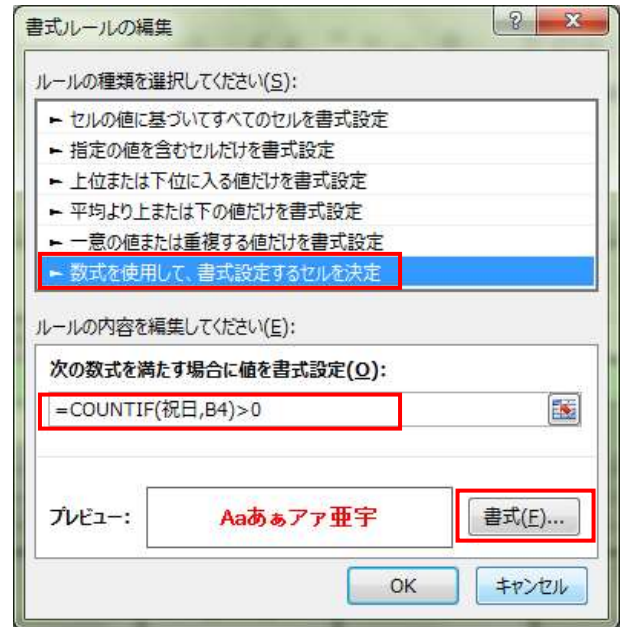 書式ルールの編集
ルールの種類を選択してください(S):
► セルの値に基づいてすべてのセルを書式設定
► 指定の値を含むセルだけを書式設定
► 上位または下位に入る値だけを書式設定
► 平均より上または下の値だけを書式設定
► 一意の値または重複する値だけを書式設定
► 数式を使用して、書式設定するセルを決定
ルールの内容を編集してください(E):
次の数式を満たす場合に値を書式設定(O):
=COUNTIF(祝日,B4)>0
プレビュー: Aaあぁアァ亜宇 書式(F)...
OK キャンセル